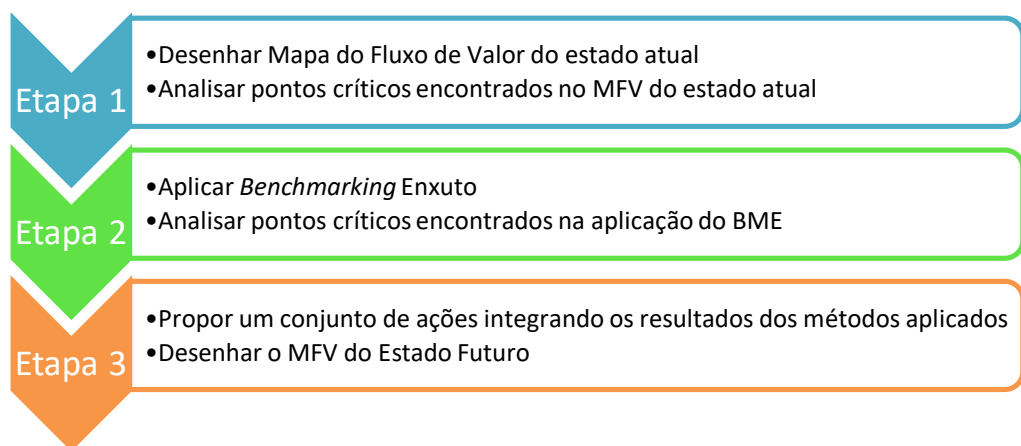 Etapa 1
•Desenhar Mapa do Fluxo de Valor do estado atual
•Analisar pontos críticos encontrados no MFV do estado atual
Etapa 2
•Aplicar Benchmarking Enxuto
•Analisar pontos críticos encontrados na aplicação do BME
Etapa 3
•Propor um conjunto de ações integrando os resultados dos métodos aplicados
•Desenhar o MFV do Estado Futuro